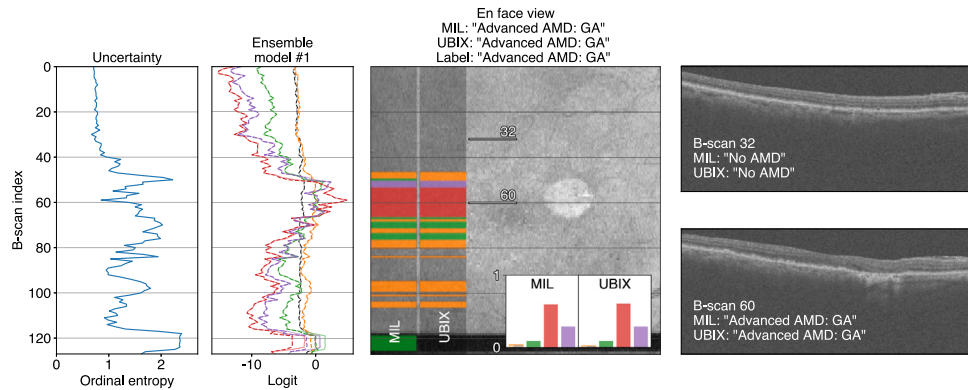 Uncertainty
0
20
40
60
80
100
120
B-scan index
1
2
Ordinal entropy
Ensemble
model #1
-10
0
Logit
En face view
MIL: "Advanced AMD: GA"
UBIX: "Advanced AMD: GA"
Label: "Advanced AMD: GA"
32
60
MIL
UBIX
1
0
MIL
UBIX
B-scan 32
MIL: "No AMD"
UBIX: "No AMD"
B-scan 60
MIL: "Advanced AMD: GA"
UBIX: "Advanced AMD: GA"